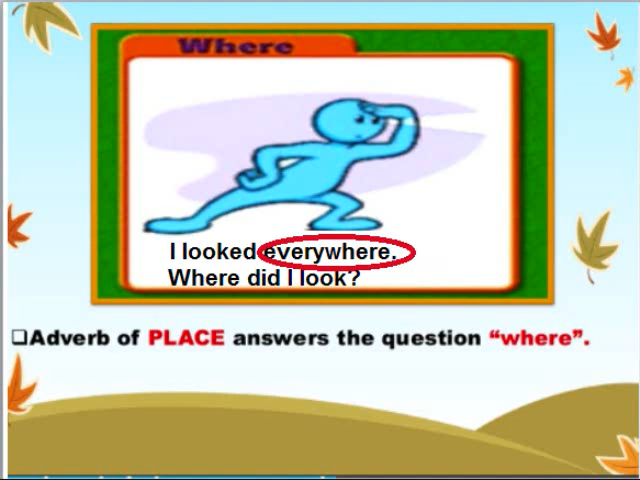 Where
I looked everywhere.
Where did I look?
❑Adverb of PLACE answers the question “where”.